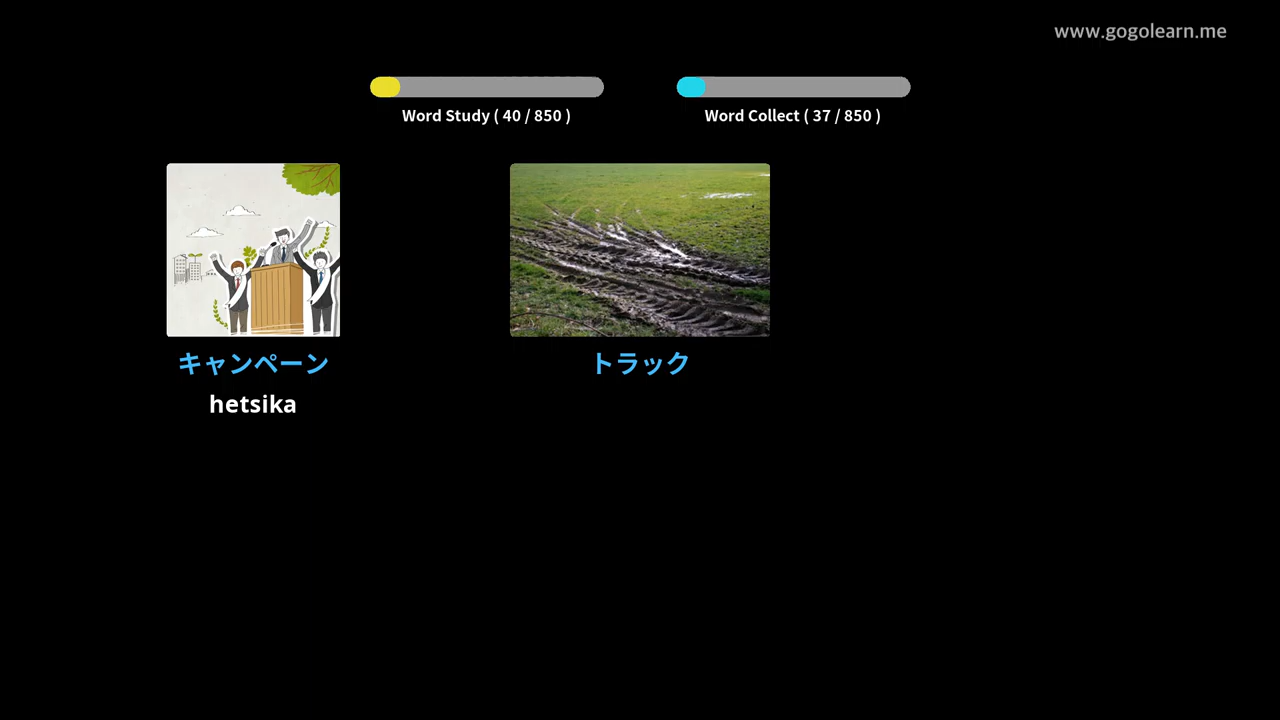 www.gogolearn.me
Word Study ( 40 / 850 )
Word Collect ( 37 / 850 )
キャンペーン
トラック
hetsika